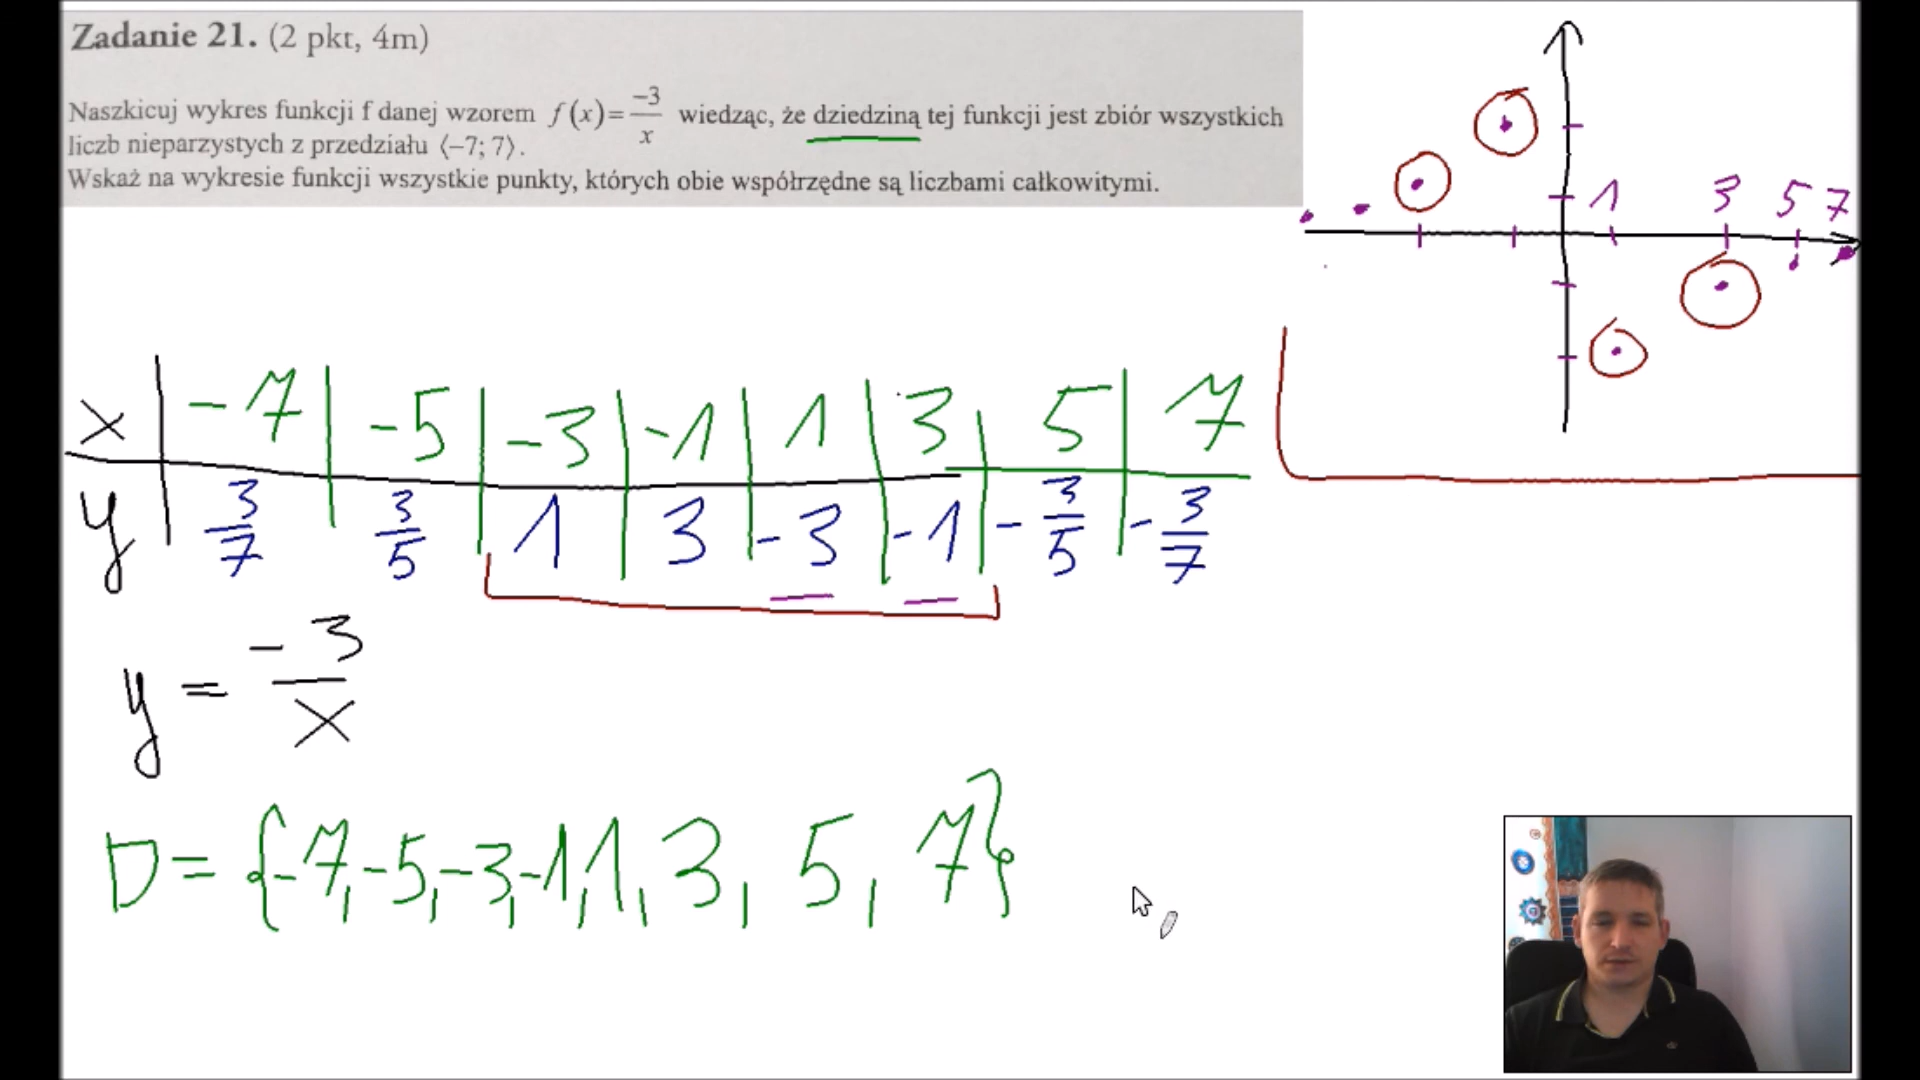 Zadanie 21. (2 pkt, 4m)
Naszkicuj wykres funkcji f danej wzorem f(x)=-3/x wiedząc, że dziedziną tej funkcji jest zbiór wszystkich
liczb nieparzystych z przedziału ⟨−7; 7⟩.
Wskaż na wykresie funkcji wszystkie punkty, których obie współrzędne są liczbami całkowitymi.
1 3 5 7
x | -7 | -5 | -3 | -1 | 1 | 3 | 5 | 7
y | 3/7 | 3/5 | 1 | 3 | -3 | -1 | -3/5 | -3/7
y = -3/x
D = {-7,-5,-3,-1,1,3,5,7}